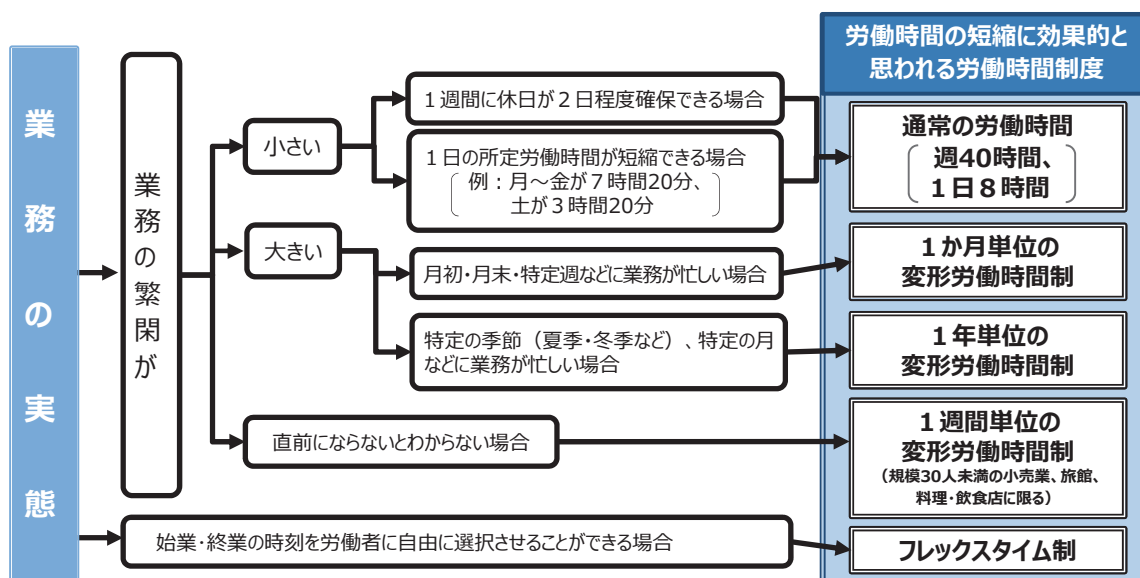 労働時間の短縮に効果的と
思われる労働時間制度
業務の実態
業務の繁閑が
小さい
１週間に休日が２日程度確保できる場合
１日の所定労働時間が短縮できる場合
例：月～金が７時間20分、
土が３時間20分
通常の労働時間
週40時間、
１日８時間
大きい
月初・月末・特定週などに業務が忙しい場合
１か月単位の
変形労働時間制
特定の季節（夏季・冬季など）、特定の月
などに業務が忙しい場合
１年単位の
変形労働時間制
直前にならないとわからない場合
１週間単位の
変形労働時間制
（規模30人未満の小売業、旅館、
料理・飲食店に限る）
始業・終業の時刻を労働者に自由に選択させることができる場合
フレックスタイム制